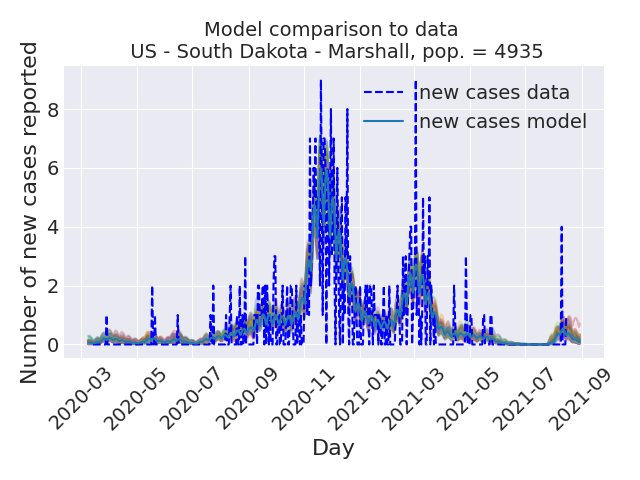 Model comparison to data
US - South Dakota - Marshall, pop. = 4935
Number of new cases reported
8
6
4
2
0
new cases data
new cases model
2020-03
2020-05
2020-07
2020-09
2020-11
2021-01
2021-03
2021-05
2021-07
2021-09
Day